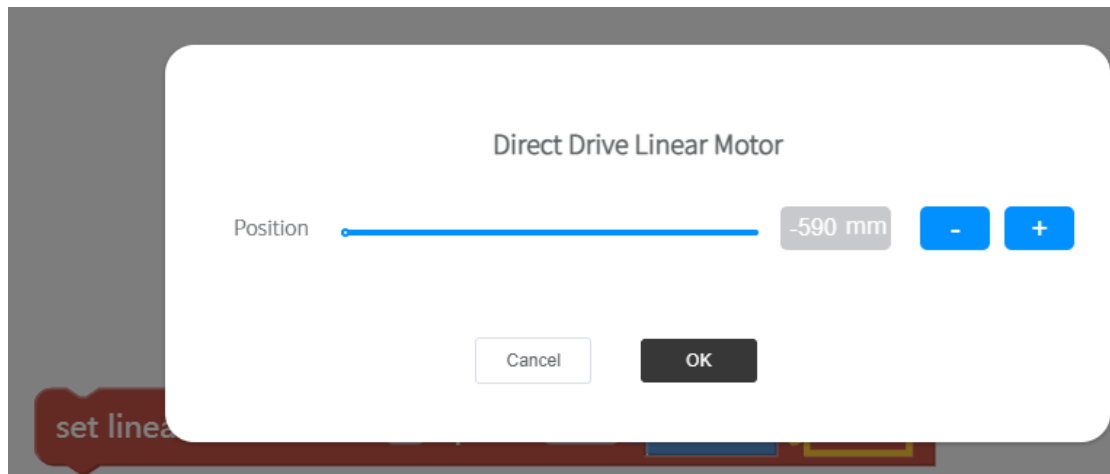 Direct Drive Linear Motor
Position -590 mm - +
Cancel OK
set linea